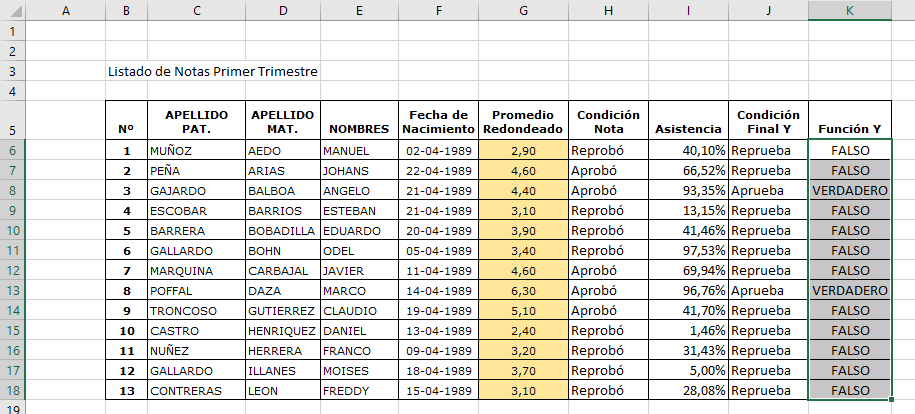 A B C D E F G H I J K
1
2
3 Listado de Notas Primer Trimestre
4
5 Nº APELLIDO PAT. APELLIDO MAT. NOMBRES Fecha de Nacimiento Promedio Redondeado Condición Nota Asistencia Condición Final Y Función Y
6 1 MUÑOZ AEDO MANUEL 02-04-1989 2,90 Reprobó 40,10% Reprueba FALSO
7 2 PEÑA ARIAS JOHANS 22-04-1989 4,60 Aprobó 66,52% Reprueba FALSO
8 3 GAJARDO BALBOA ANGELO 21-04-1989 4,40 Aprobó 93,35% Aprueba VERDADERO
9 4 ESCOBAR BARRIOS ESTEBAN 21-04-1989 3,10 Reprobó 13,15% Reprueba FALSO
10 5 BARRERA BOBADILLA EDUARDO 20-04-1989 3,90 Reprobó 41,46% Reprueba FALSO
11 6 GALLARDO BOHN ODEL 05-04-1989 3,40 Reprobó 97,53% Reprueba FALSO
12 7 MARQUINA CARBAJAL JAVIER 11-04-1989 4,60 Aprobó 69,94% Reprueba FALSO
13 8 POFFAL DAZA MARCO 14-04-1989 6,30 Aprobó 96,76% Aprueba VERDADERO
14 9 TRONCOSO GUTIERREZ CLAUDIO 19-04-1989 5,10 Aprobó 41,70% Reprueba FALSO
15 10 CASTRO HENRIQUEZ DANIEL 13-04-1989 2,40 Reprobó 1,46% Reprueba FALSO
16 11 NUÑEZ HERRERA FRANCO 09-04-1989 3,20 Reprobó 31,43% Reprueba FALSO
17 12 GALLARDO ILLANES MOISES 18-04-1989 3,70 Reprobó 5,00% Reprueba FALSO
18 13 CONTRERAS LEON FREDDY 15-04-1989 3,10 Reprobó 28,08% Reprueba FALSO
19